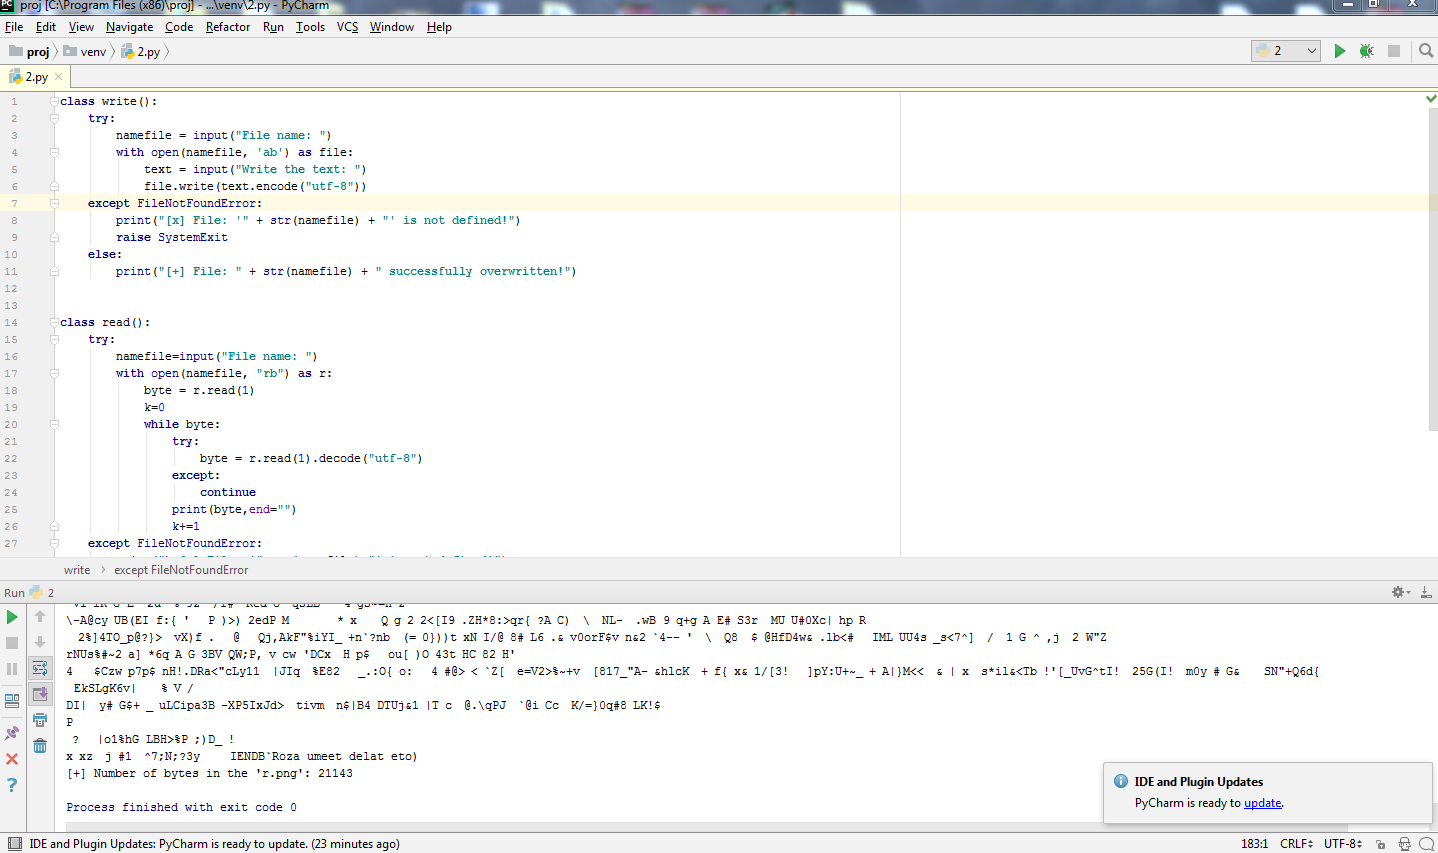 proj [C:\Program Files (x86)\proj] - ...\venv\2.py - PyCharm
File Edit View Navigate Code Refactor Run Tools VCS Window Help
proj venv 2.py 2
2.py
1 class write():
2 try:
3 namefile = input("File name: ")
4 with open(namefile, 'ab') as file:
5 text = input("Write the text: ")
6 file.write(text.encode("utf-8"))
7 except FileNotFoundError:
8 print("[x] File: '" + str(namefile) + "' is not defined!")
9 raise SystemExit
10 else:
11 print("[+] File: " + str(namefile) + " successfully overwritten!")
12
13
14 class read():
15 try:
16 namefile=input("File name: ")
17 with open(namefile, "rb") as r:
18 byte = r.read(1)
19 k=0
20 while byte:
21 try:
22 byte = r.read(1).decode("utf-8")
23 except:
24 continue
25 print(byte,end="")
26 k+=1
27 except FileNotFoundError:
write > except FileNotFoundError
Run 2
\-A@cy UB(EI f:{ ' P )>) 2edP M * x Q g 2 2<[I9 .ZH*8:>qr{ ?A C) \ NL- .wB 9 q+g A E# S3r MU U#0Xc| hp R
2%]4TO_p@?}> vX)f . @ Qj,AkF"%iYI_ +n`?nb (= 0}))t xN I/@ 8# L6 .& v0orF$v n&2 `4-- ' \ Q8 $ @HfD4w& .lb<# IML UU4s _s<7^] / 1 G ^ ,j 2 W"Z
rNUs%#~2 a] *6q A G 3BV QW;P, v cw 'DCx H p$ ou[ )O 43t HC 82 H'
4 $Czw p7p$ nH!.DRa<"cLy11 |JIq %E82 _.:O{ o: 4 #@> < `Z[ e=V2>%~+v [817_"A- &hlcK + f{ x& 1/[3! ]pY:U+~_ + A|}M<< & | x s*il&<Tb !'[_UvG^tI! 25G(I! m0y # G& SN"+Q6d{
EkSLgK6v| % V /
DI| y# G$+ _ uLCipa3B -XP5IxJd> tivm n$|B4 DTUj&1 |T c @.\qPJ `@i Cc K/=}0q#8 LK!$
P
? |o1%hG LBH>%P ;)D_ !
x xz j #1 ^7;N;?3y IENDB`Roza umeet delat eto)
[+] Number of bytes in the 'r.png': 21143
Process finished with exit code 0
IDE and Plugin Updates
PyCharm is ready to update.
IDE and Plugin Updates: PyCharm is ready to update. (23 minutes ago) 183:1 CRLF UTF-8